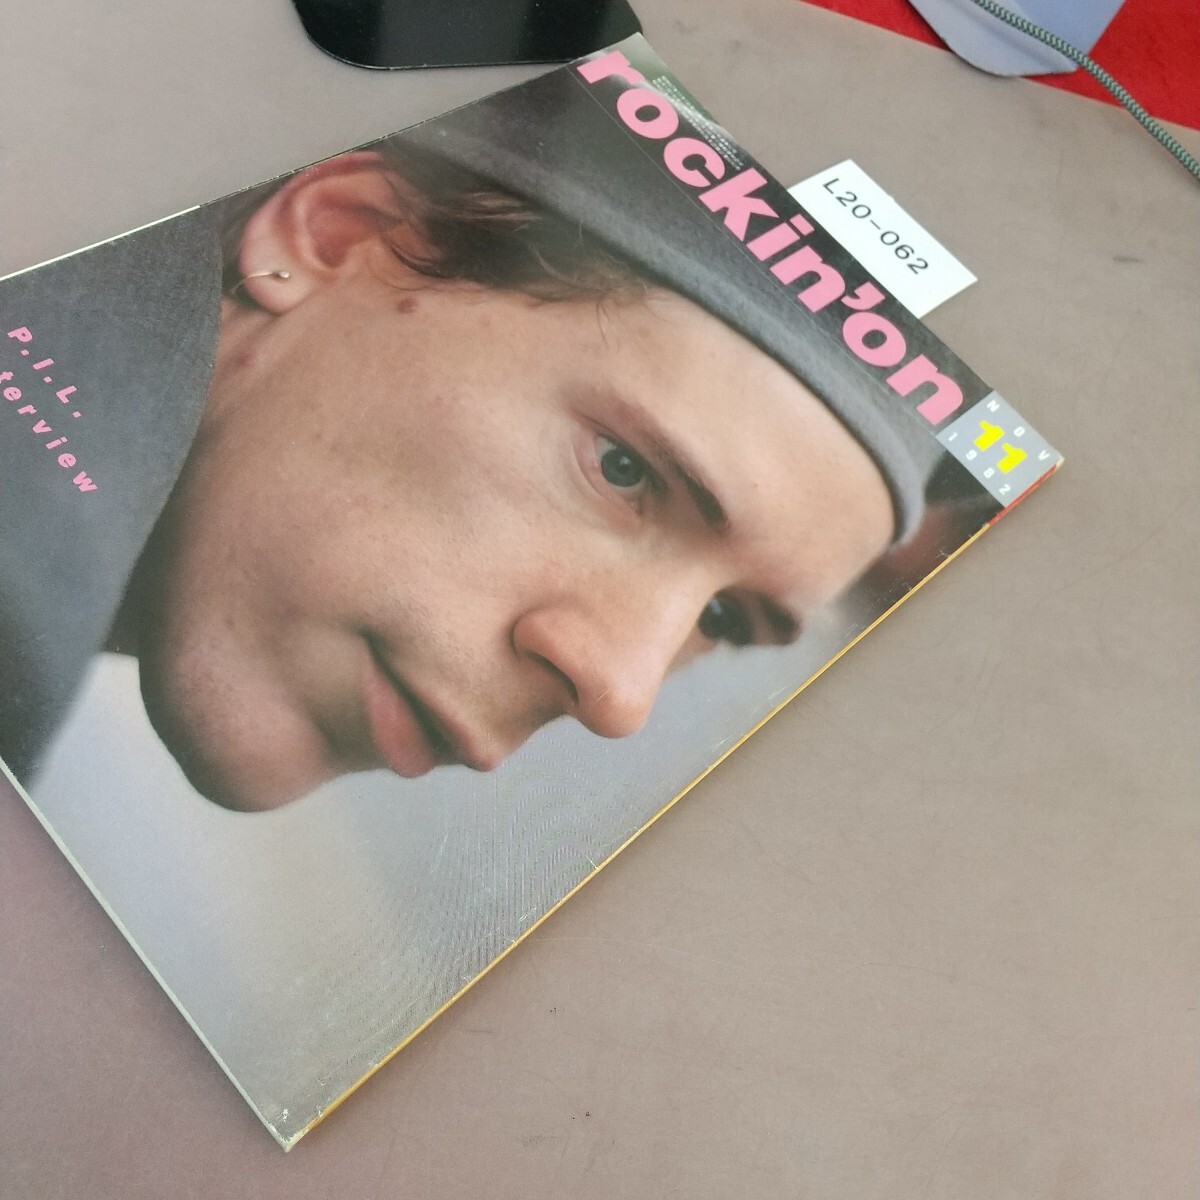 rockin'on
L20-062
NOV
11
1982
P.I.L.
terview